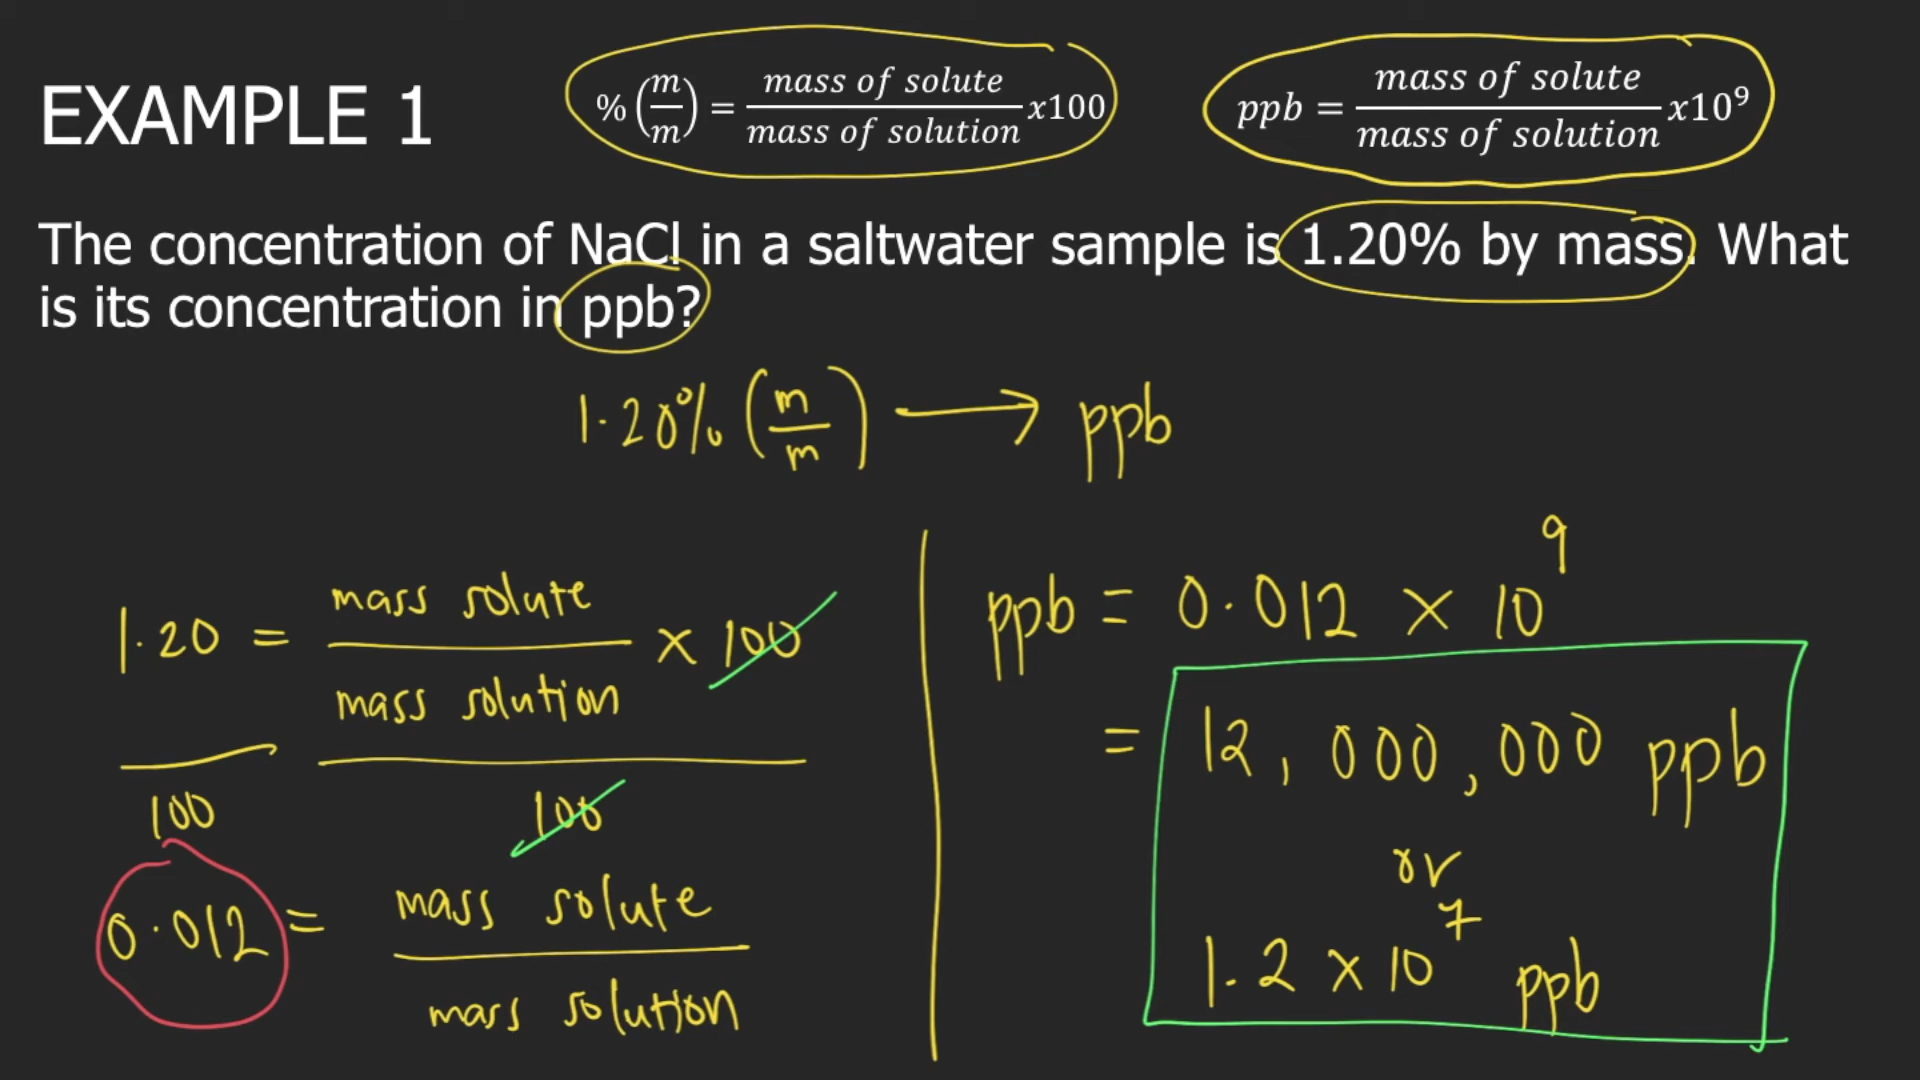 EXAMPLE 1
% (m/m) = mass of solute / mass of solution x100
ppb = mass of solute / mass of solution x10⁹
The concentration of NaCl in a saltwater sample is 1.20% by mass. What
is its concentration in ppb?
1.20% (m/m) → ppb
1.20 = mass solute / mass solution x 100
100
100
0.012 = mass solute / mass solution
ppb = 0.012 x 10⁹
= 12,000,000 ppb
or
1.2 x 10⁷ ppb